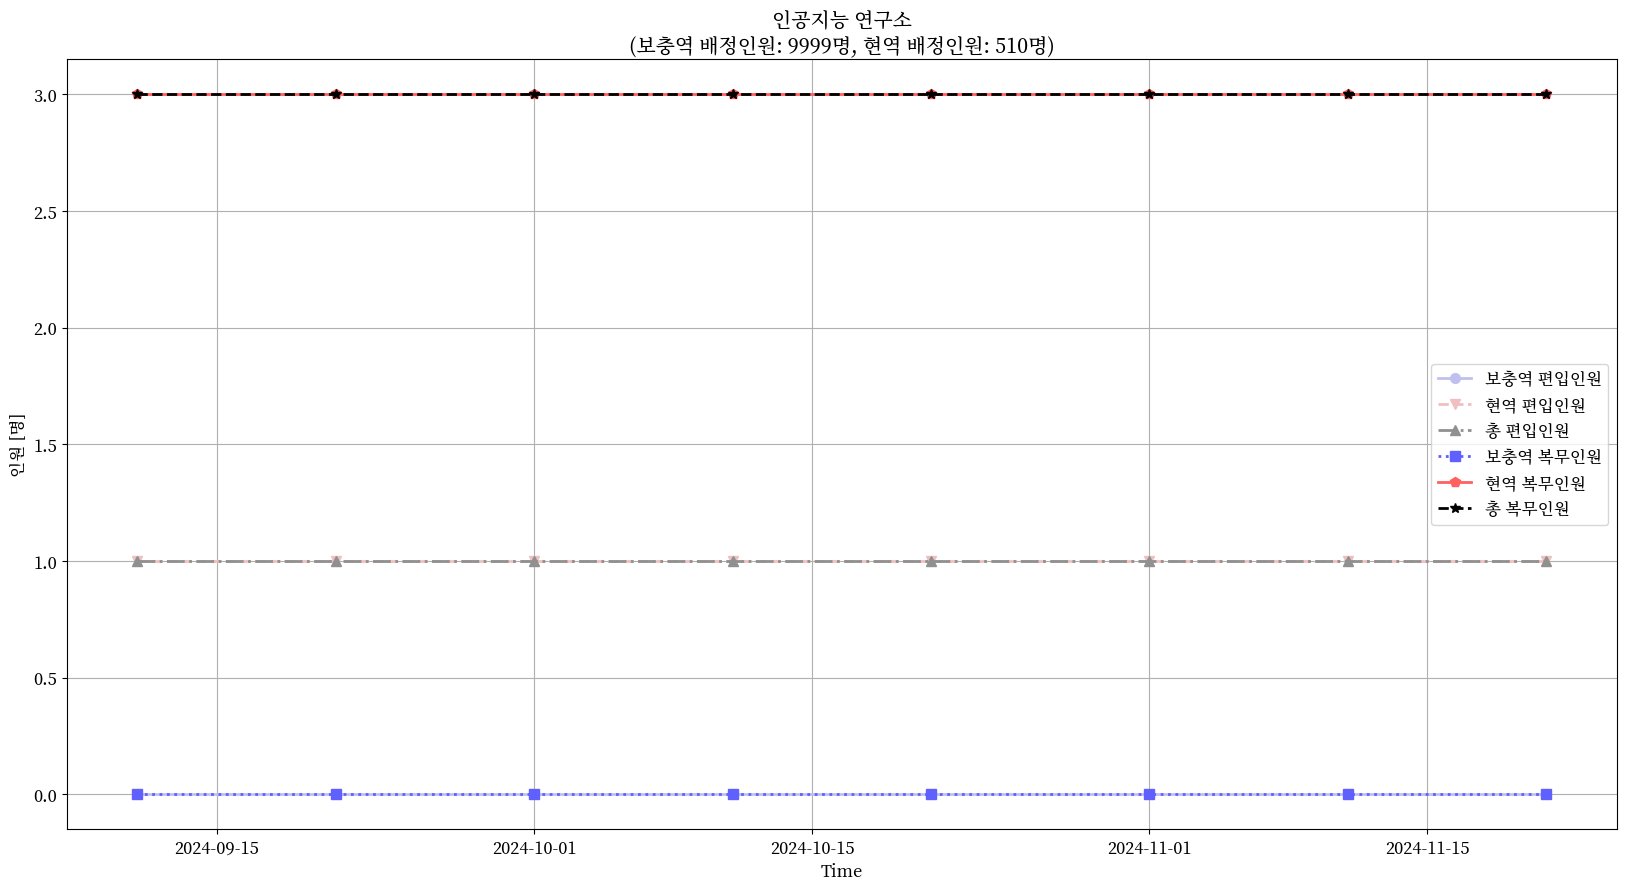 인공지능 연구소
(보충역 배정인원: 9999명, 현역 배정인원: 510명)
3.0
2.5
2.0
1.5
1.0
0.5
0.0
인원 [명]
보충역 편입인원
현역 편입인원
총 편입인원
보충역 복무인원
현역 복무인원
총 복무인원
2024-09-15
2024-10-01
2024-10-15
2024-11-01
2024-11-15
Time